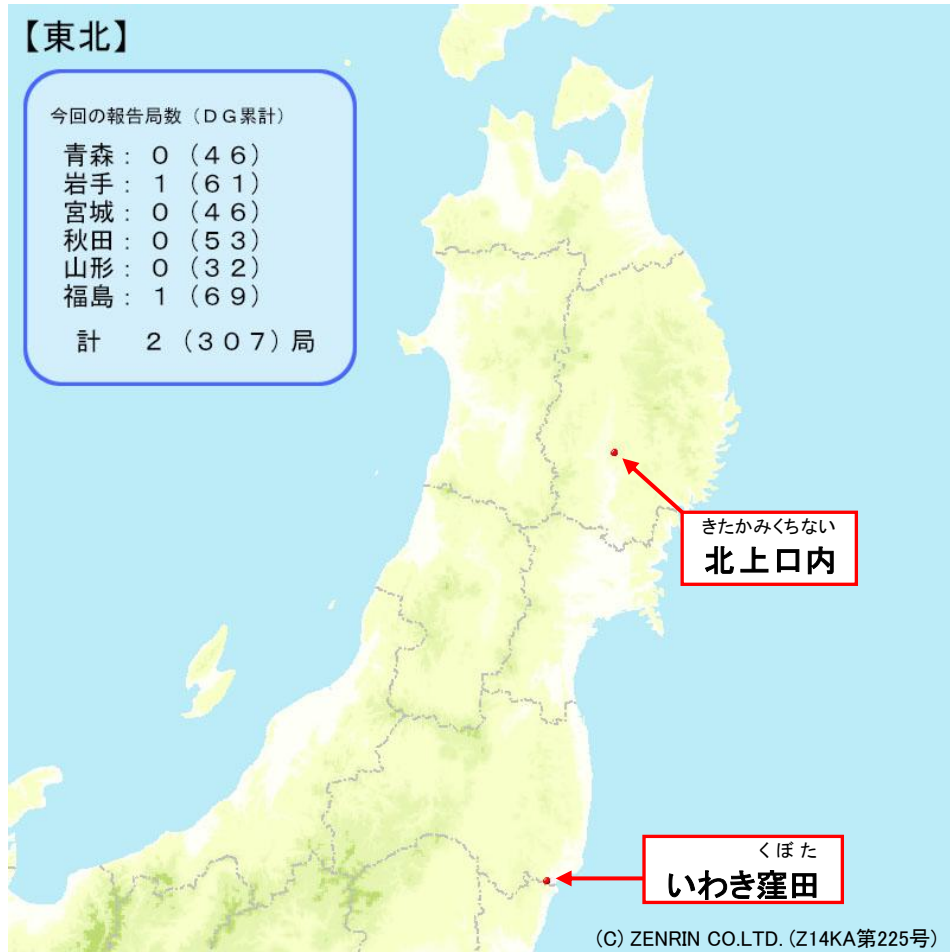 【東北】
今回の報告局数（ＤＧ累計）
青森： ０（４６）
岩手： １（６１）
宮城： ０（４６）
秋田： ０（５３）
山形： ０（３２）
福島： １（６９）
計　２（３０７）局
きたかみくちない
北上口内
くぼた
いわき窪田
(C) ZENRIN CO.LTD. (Z14KA第225号)